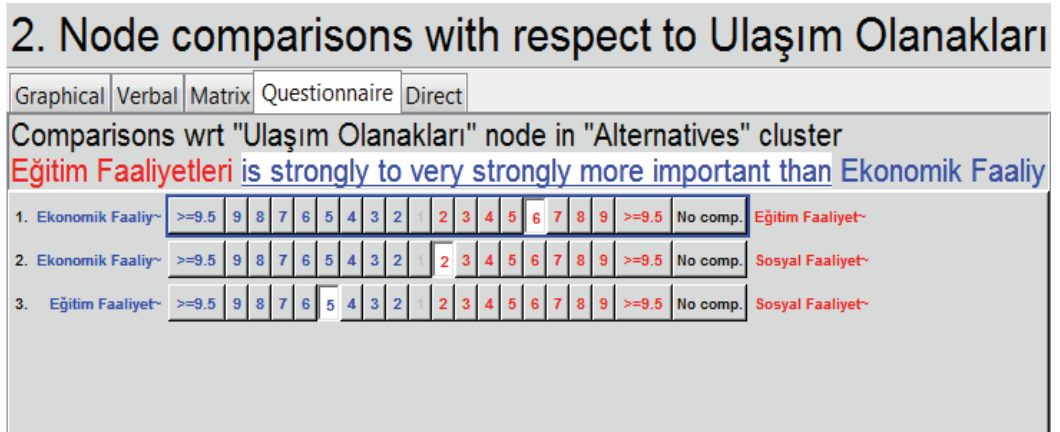 2. Node comparisons with respect to Ulaşım Olanakları
Graphical Verbal Matrix Questionnaire Direct
Comparisons wrt "Ulaşım Olanakları" node in "Alternatives" cluster
Eğitim Faaliyetleri is strongly to very strongly more important than Ekonomik Faaliy
1. Ekonomik Faaliy~ >=9.5 9 8 7 6 5 4 3 2 1 2 3 4 5 6 7 8 9 >=9.5 No comp. Eğitim Faaliyet~
2. Ekonomik Faaliy~ >=9.5 9 8 7 6 5 4 3 2 1 2 3 4 5 6 7 8 9 >=9.5 No comp. Sosyal Faaliyet~
3. Eğitim Faaliyet~ >=9.5 9 8 7 6 5 4 3 2 1 2 3 4 5 6 7 8 9 >=9.5 No comp. Sosyal Faaliyet~